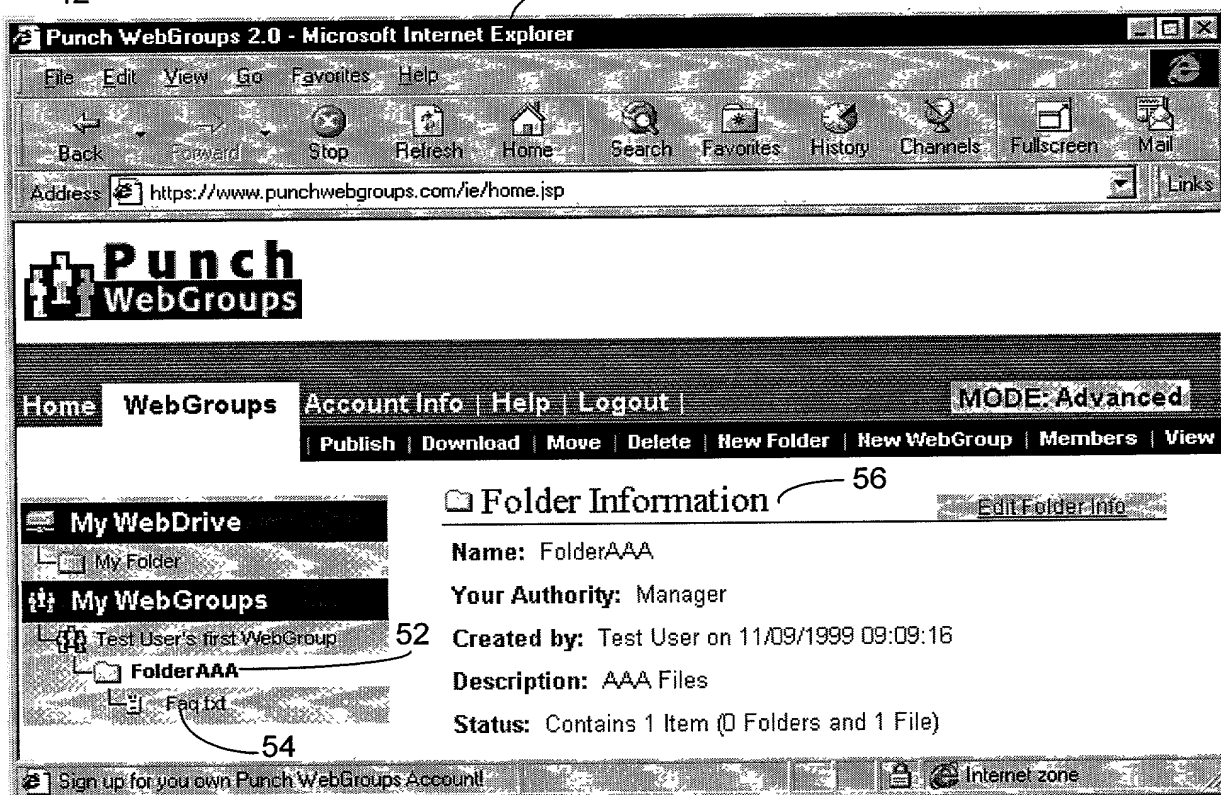 42
Punch WebGroups 2.0 - Microsoft Internet Explorer
File Edit View Go Favorites Help
Back Forward Stop Refresh Home Search Favorites History Channels Fullscreen Mail
Address https://www.punchwebgroups.com/ie/home.jsp Links
Punch
WebGroups
Home WebGroups Account Info | Help | Logout | MODE: Advanced
| Publish | Download | Move | Delete | New Folder | New WebGroup | Members | View
Folder Information 56 Edit Folder Info
My WebDrive
My Folder
Name: FolderAAA
My WebGroups
Your Authority: Manager
Test User's first WebGroup 52
Created by: Test User on 11/09/1999 09:09:16
FolderAAA
Description: AAA Files
Faq.txt
Status: Contains 1 Item (0 Folders and 1 File)
54
Sign up for you own Punch WebGroups Account! Internet zone